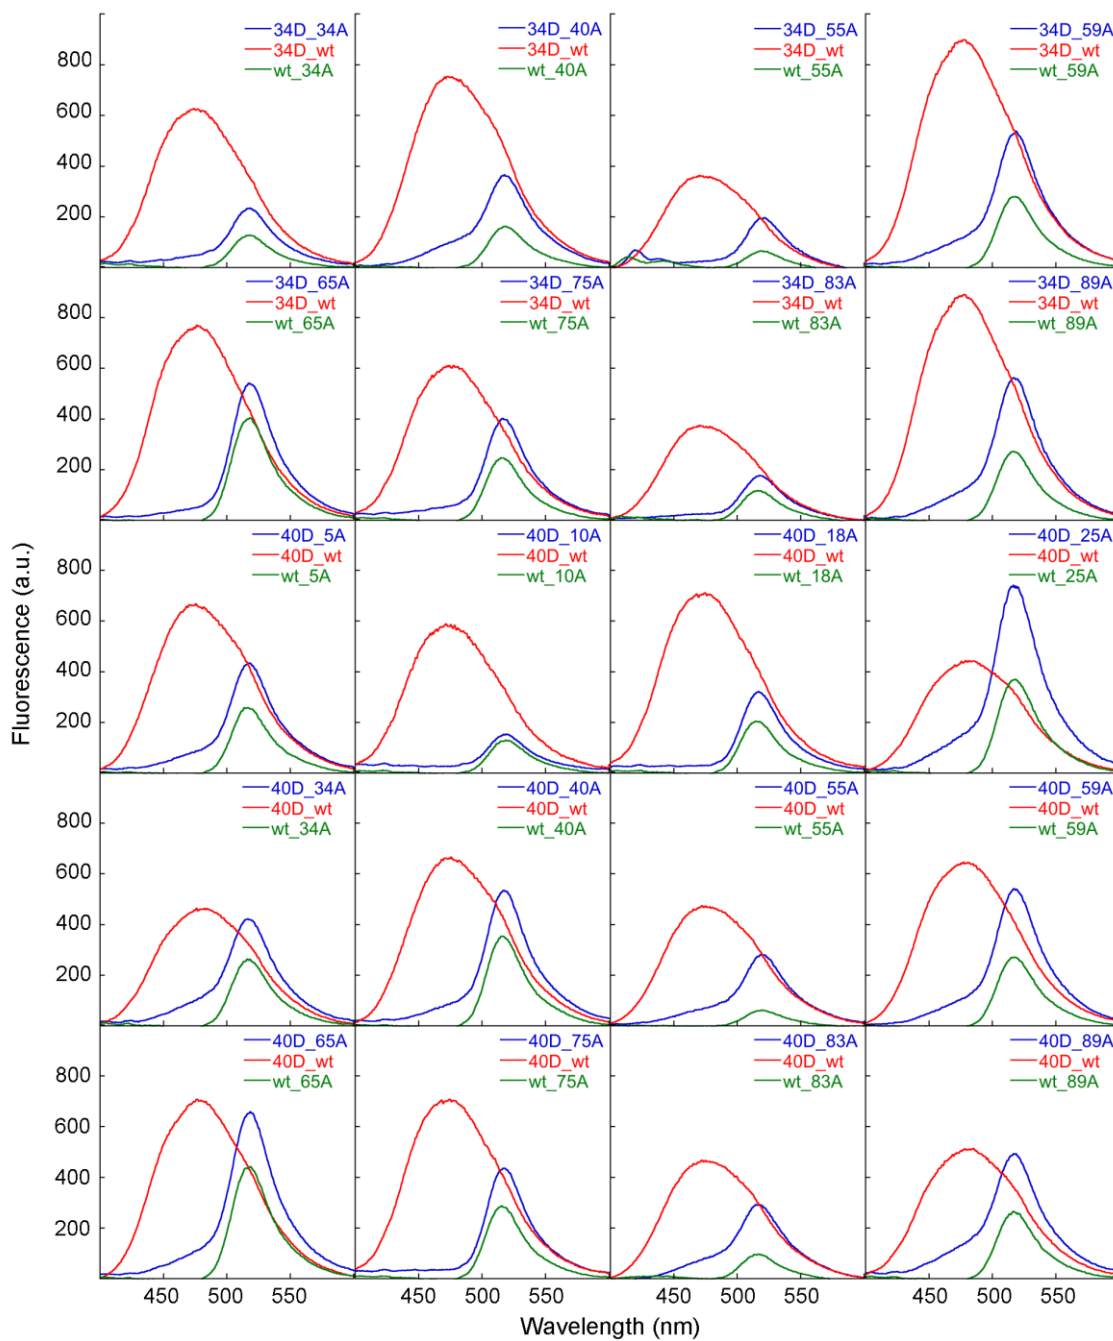 34D_34A
34D_wt
wt_34A
34D_40A
34D_wt
wt_40A
34D_55A
34D_wt
wt_55A
34D_59A
34D_wt
wt_59A
800
600
400
200
34D_65A
34D_wt
wt_65A
34D_75A
34D_wt
wt_75A
34D_83A
34D_wt
wt_83A
34D_89A
34D_wt
wt_89A
800
600
400
200
40D_5A
40D_wt
wt_5A
40D_10A
40D_wt
wt_10A
40D_18A
40D_wt
wt_18A
40D_25A
40D_wt
wt_25A
800
600
400
200
Fluorescence (a.u.)
40D_34A
40D_wt
wt_34A
40D_40A
40D_wt
wt_40A
40D_55A
40D_wt
wt_55A
40D_59A
40D_wt
wt_59A
800
600
400
200
40D_65A
40D_wt
wt_65A
40D_75A
40D_wt
wt_75A
40D_83A
40D_wt
wt_83A
40D_89A
40D_wt
wt_89A
800
600
400
200
450 500 550 450 500 550 450 500 550 450 500 550
Wavelength (nm)